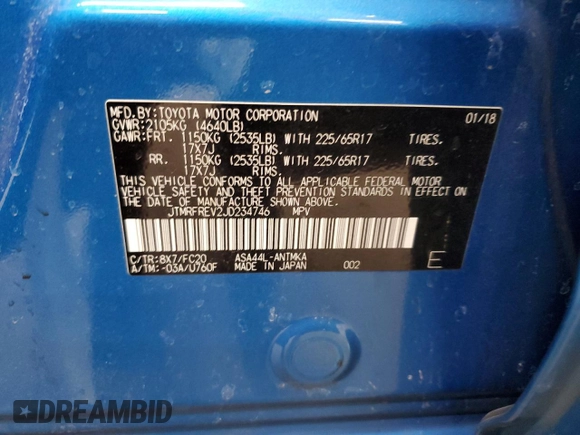 MFD.BY:TOYOTA MOTOR CORPORATION 01/18
GVWR:2105KG (4640LB)
GAWR:FRT. 1150KG (2535LB) WITH 225/65R17 TIRES.
17X7J RIMS.
RR. 1150KG (2535LB) WITH 225/65R17 TIRES.
17X7J RIMS.
THIS VEHICLE CONFORMS TO ALL APPLICABLE FEDERAL MOTOR
VEHICLE SAFETY AND THEFT PREVENTION STANDARDS IN EFFECT ON
THE DATE OF MANUFACTURE SHOWN ABOVE.
JTMRFREV2JD234746 MPV
C/TR:8X7/FC20 ASA44L-ANTMKA
A/TM:-03A/U760F MADE IN JAPAN 002 E
DREAMBID